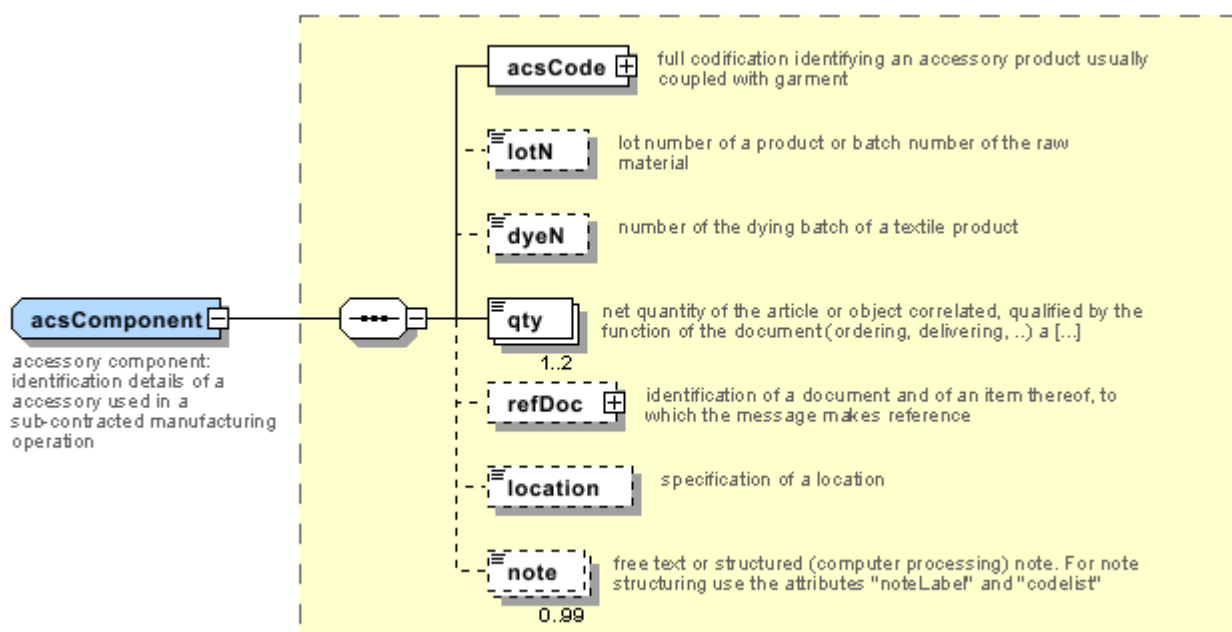 acsCode
full codification identifying an accessory product usually
coupled with garment
lotN
lot number of a product or batch number of the raw
material
dyeN
number of the dying batch of a textile product
acsComponent
accessory component:
identification details of a
accessory used in a
sub-contracted manufacturing
operation
qty
net quantity of the article or object correlated, qualified by the
function of the document (ordering, delivering, ..) a [...]
1..2
refDoc
identification of a document and of an item thereof, to
which the message makes reference
location
specification of a location
note
free text or structured (computer processing) note. For note
structuring use the attributes "noteLabel" and "codelist"
0..99